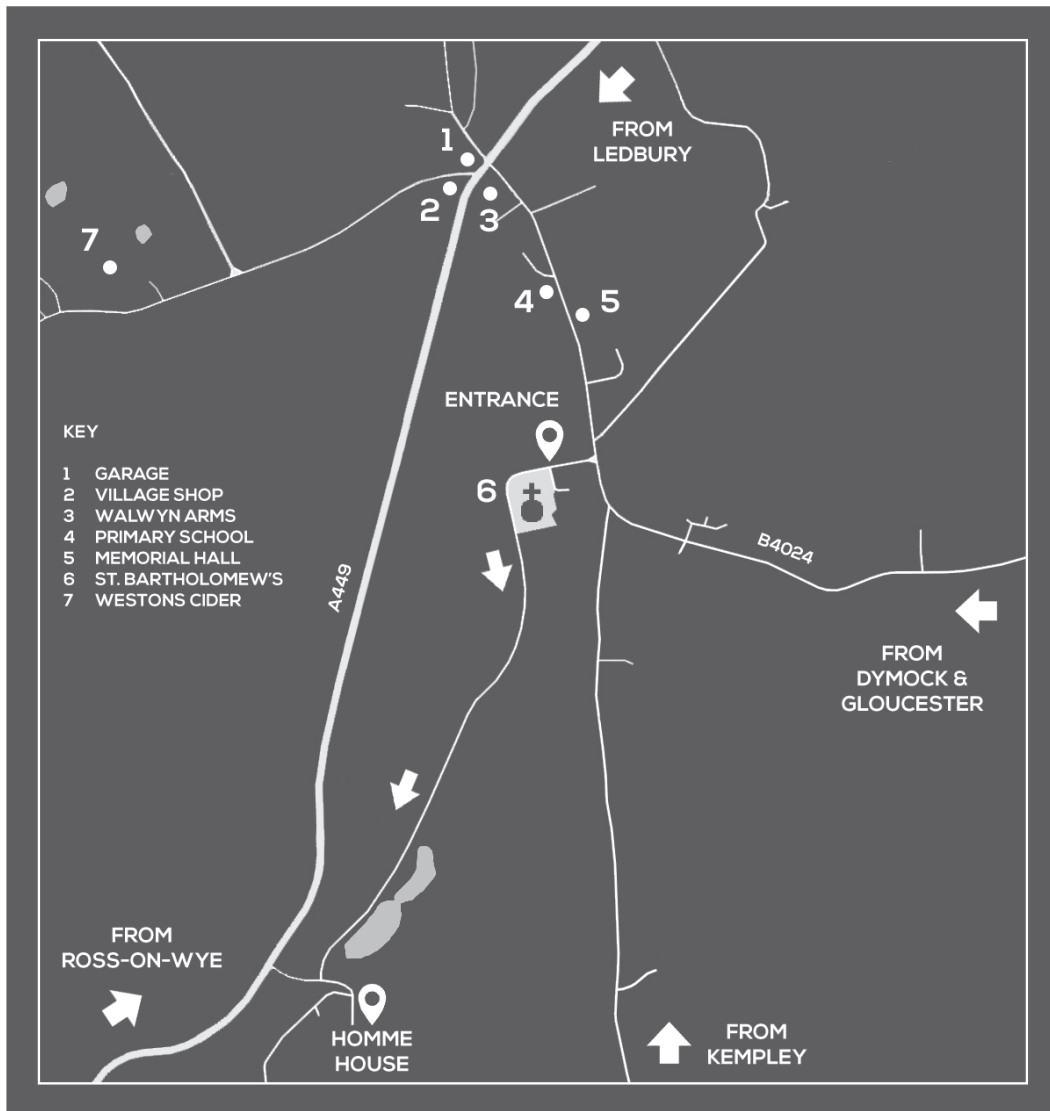 FROM
LEDBURY
1
2
3
7
4
5
ENTRANCE
KEY
1 GARAGE
2 VILLAGE SHOP
3 WALWYN ARMS
4 PRIMARY SCHOOL
5 MEMORIAL HALL
6 ST. BARTHOLOMEW'S
7 WESTONS CIDER
6
A449
B4024
FROM
DYMOCK &
GLOUCESTER
FROM
ROSS-ON-WYE
HOMME
HOUSE
FROM
KEMPLEY